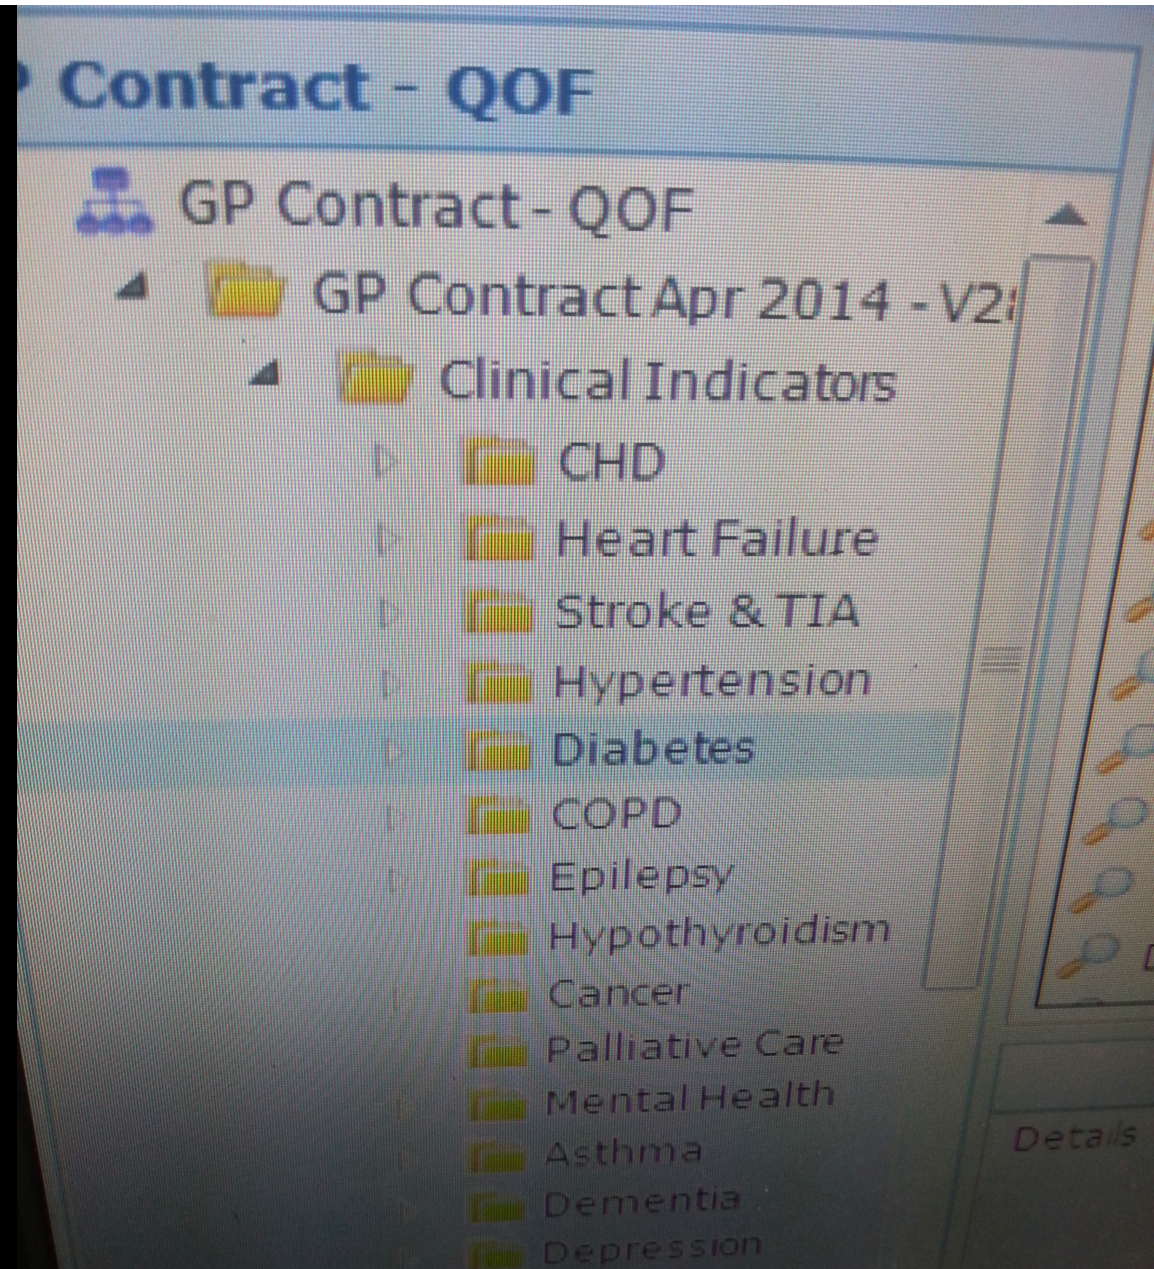 Contract - QOF
GP Contract - QOF
GP Contract Apr 2014 - V2
Clinical Indicators
CHD
Heart Failure
Stroke & TIA
Hypertension
Diabetes
COPD
Epilepsy
Hypothyroidism
Cancer
Palliative Care
Mental Health
Asthma
Dementia
Depression
Details